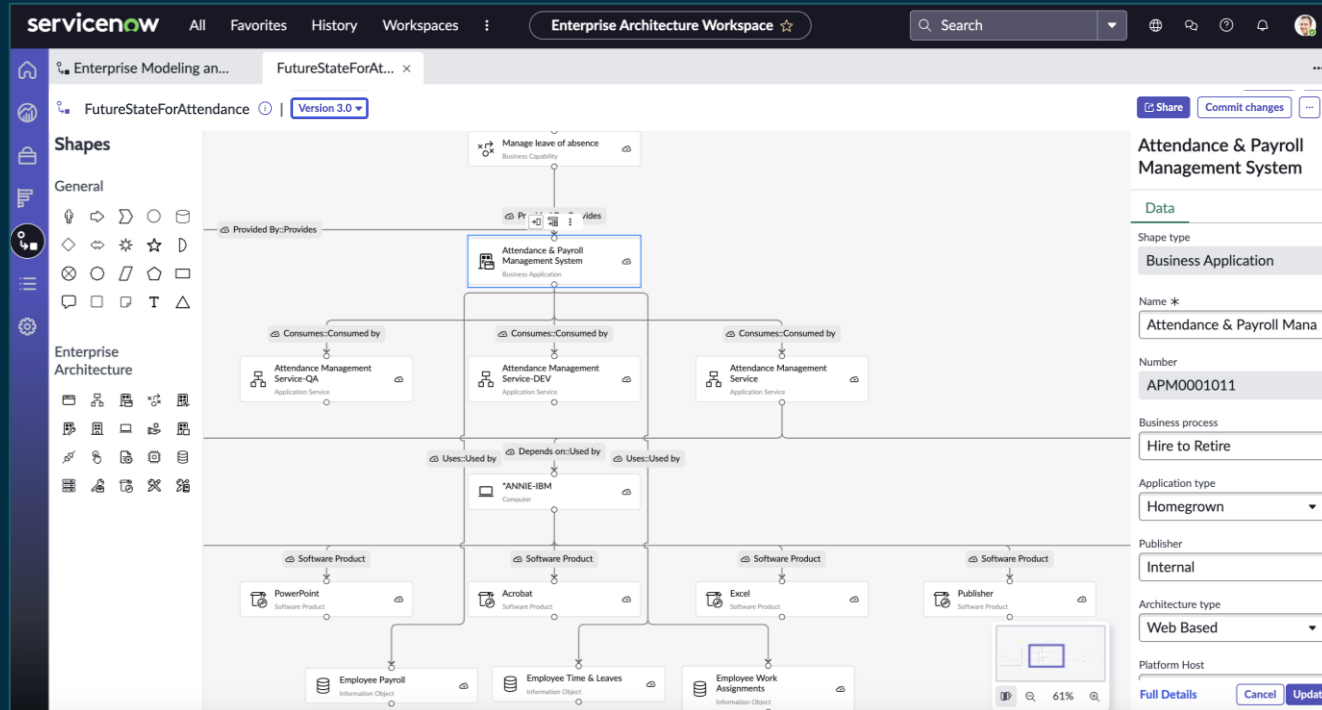 servicenow
All
Favorites
History
Workspaces
Enterprise Architecture Workspace
Search
Enterprise Modeling an...
FutureStateForAt...
FutureStateForAttendance
Version 3.0
Share
Commit changes
Shapes
General
Enterprise
Architecture
Manage leave of absence
Business Capability
Provided By::Provides
Attendance & Payroll
Management System
Business Application
Consumes::Consumed by
Consumes::Consumed by
Consumes::Consumed by
Attendance Management
Service-QA
Application Service
Attendance Management
Service-DEV
Application Service
Attendance Management
Service
Application Service
Uses::Used by
Depends on::Used by
Uses::Used by
*ANNIE-IBM
Computer
Software Product
Software Product
Software Product
Software Product
PowerPoint
Software Product
Acrobat
Software Product
Excel
Software Product
Publisher
Software Product
Employee Payroll
Information Object
Employee Time & Leaves
Information Object
Employee Work
Assignments
Information Object
61%
Attendance & Payroll
Management System
Data
Shape type
Business Application
Name *
Attendance & Payroll Mana
Number
APM0001011
Business process
Hire to Retire
Application type
Homegrown
Publisher
Internal
Architecture type
Web Based
Platform Host
Full Details
Cancel
Updat